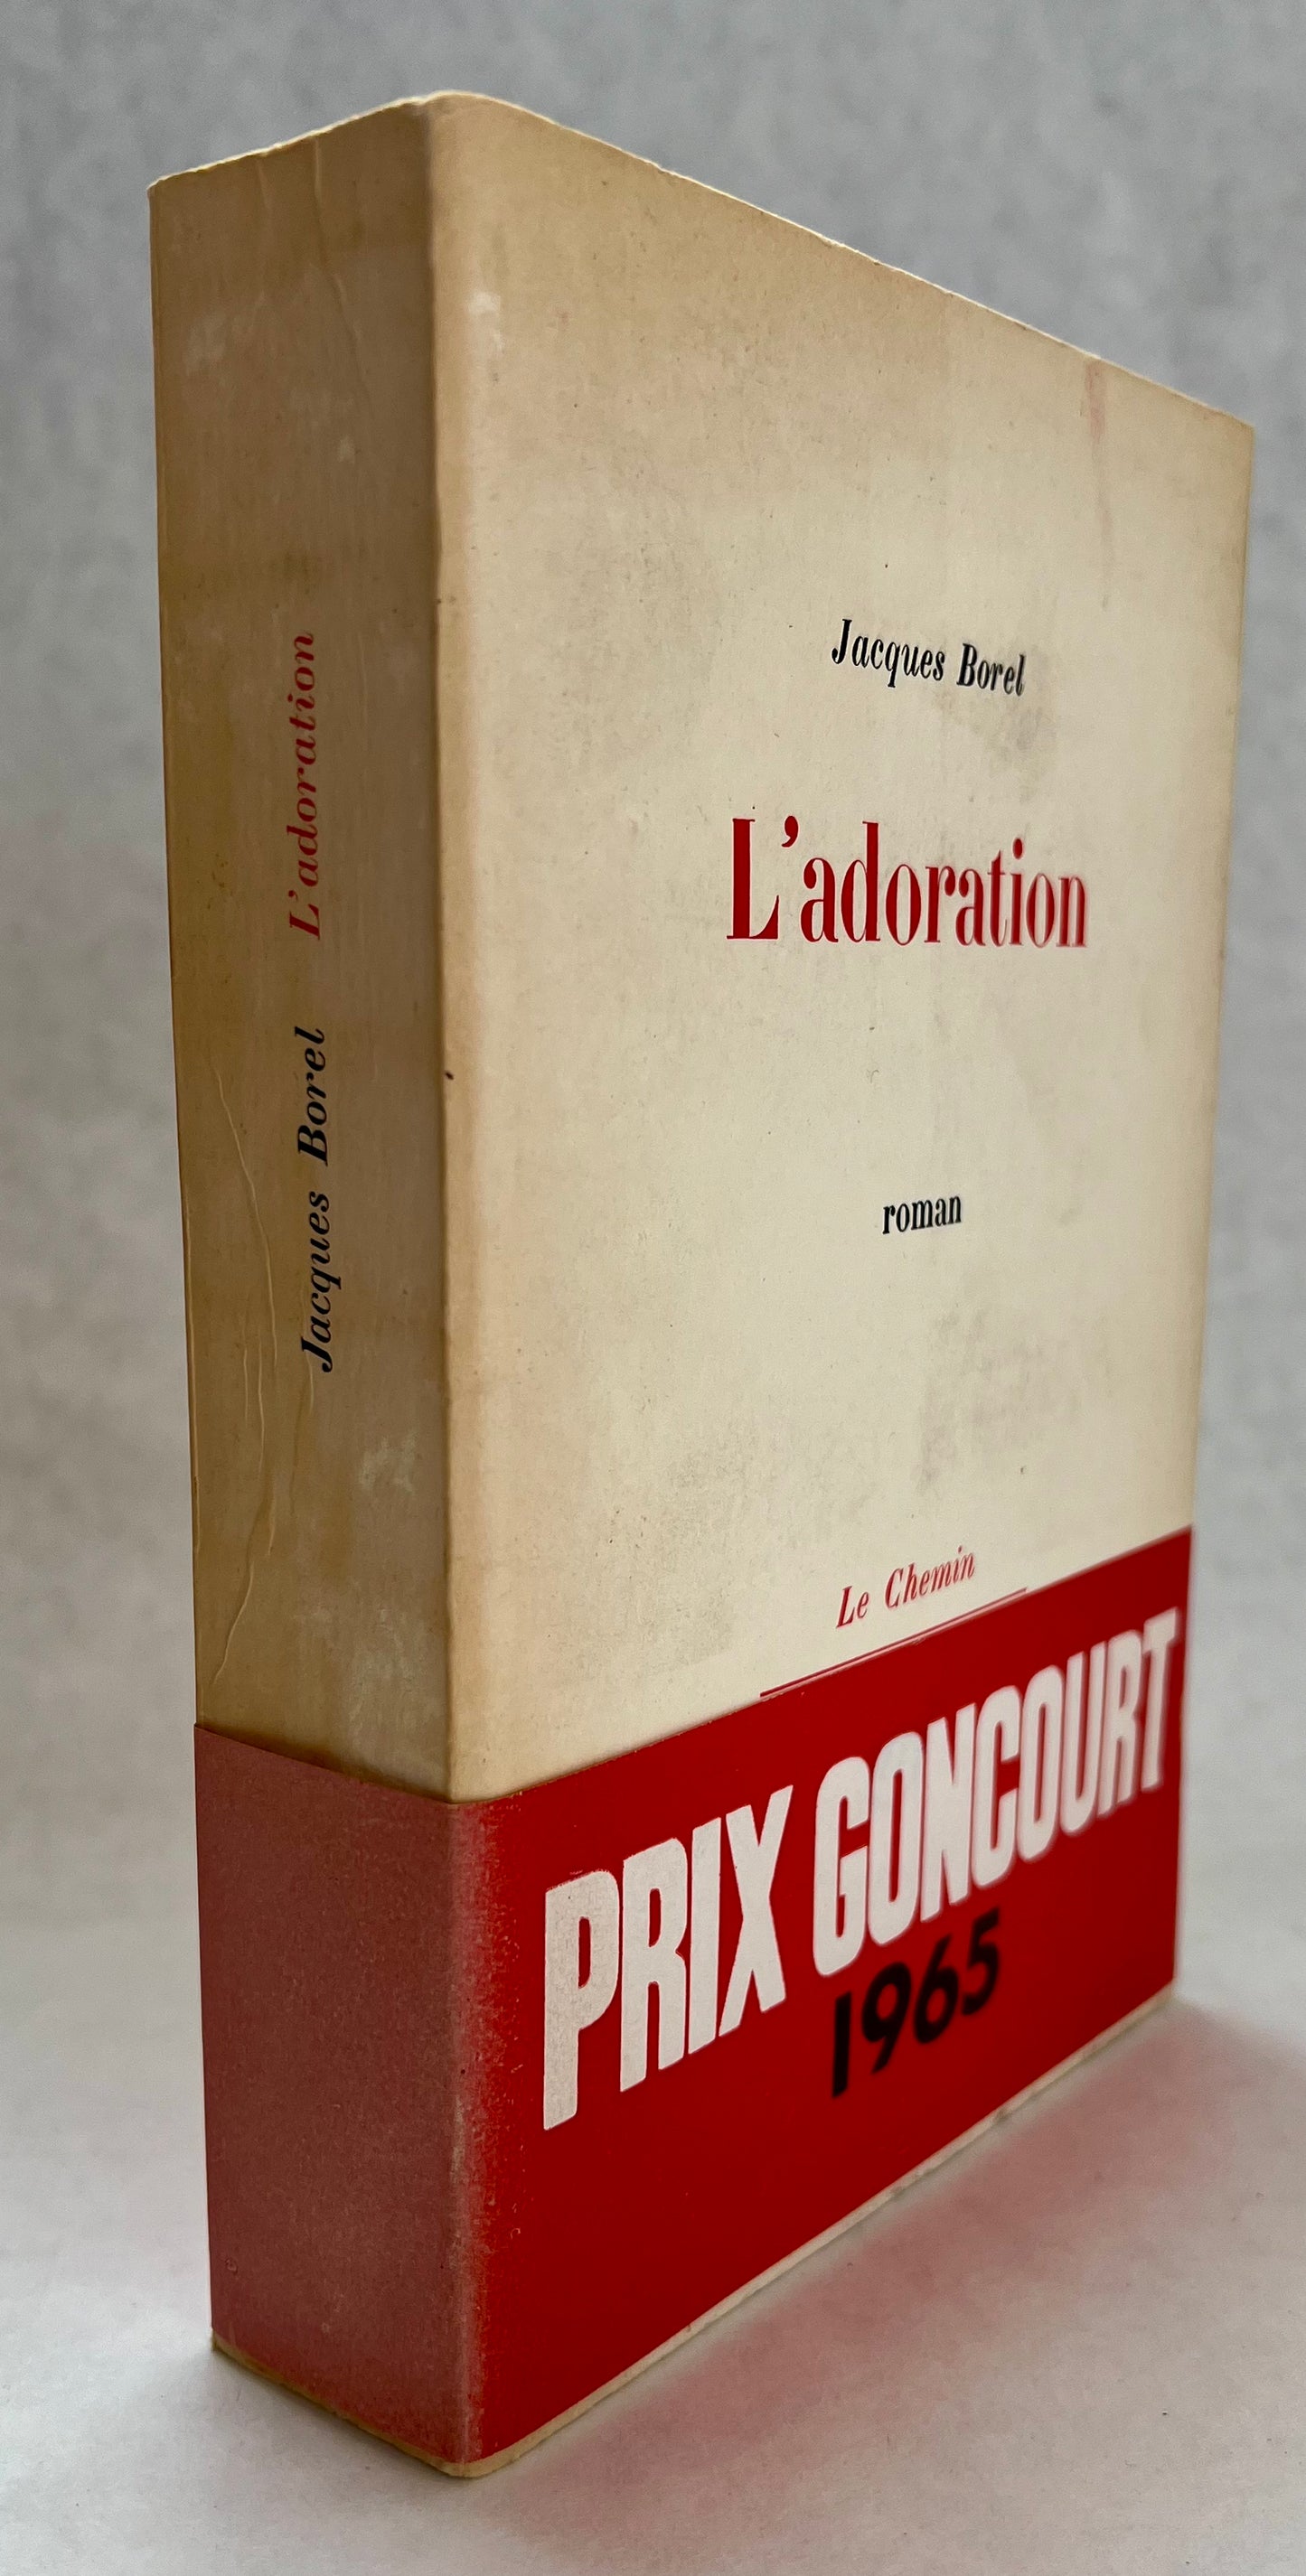 Jacques Borel L'adoration
Jacques Borel
L'adoration
roman
Le Chemin
PRIX GONCOURT
1965